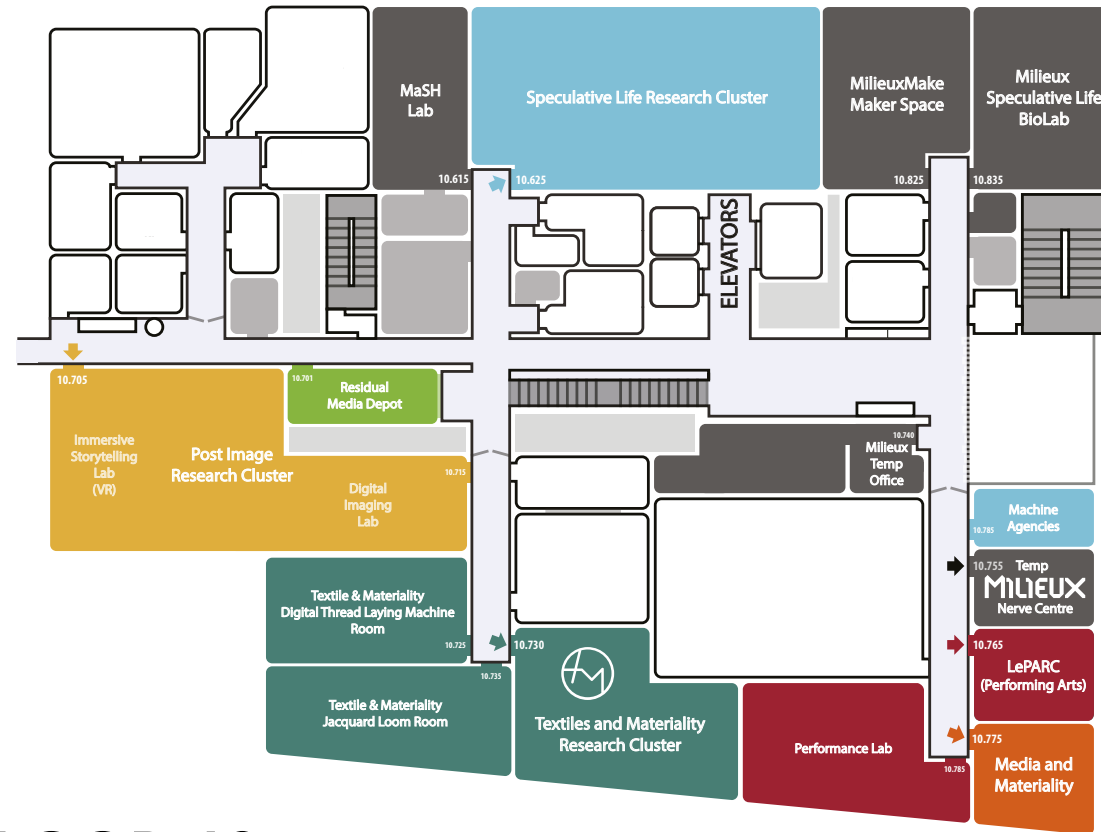 MaSH
Lab
10.615
Speculative Life Research Cluster
10.625
MilieuxMake
Maker Space
10.825
Milieux
Speculative Life
BioLab
10.835
ELEVATORS
10.705
Immersive
Storytelling
Lab
(VR)
Post Image
Research Cluster
10.701
Residual
Media Depot
10.715
Digital
Imaging
Lab
10.740
Milieux
Temp
Office
Machine
Agencies
10.785
10.755
Temp
MILIEUX
Nerve Centre
10.765
LePARC
(Performing Arts)
10.775
Media and
Materiality
Textile & Materiality
Digital Thread Laying Machine
Room
10.725
10.730
10.735
Textile & Materiality
Jacquard Loom Room
Textiles and Materiality
Research Cluster
Performance Lab
10.785